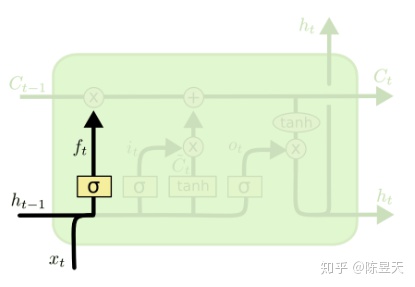 h_t
C_{t-1}
×
+
C_t
tanh
f_t
i_t
×
C̃_t
o_t
×
σ
σ
tanh
σ
h_{t-1}
h_t
x_t
知乎 @陈昱天